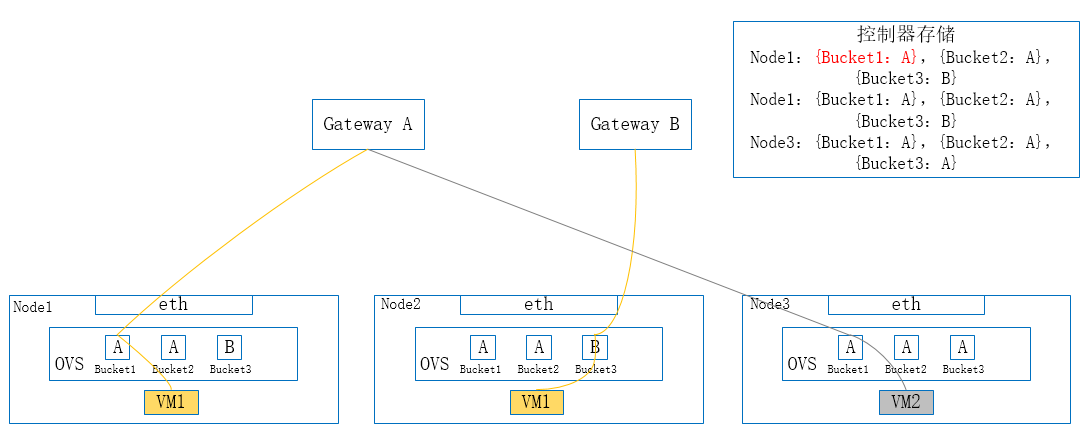 控制器存储
Node1：{Bucket1：A}，{Bucket2：A}，
{Bucket3：B}
Node1：{Bucket1：A}，{Bucket2：A}，
{Bucket3：B}
Node3：{Bucket1：A}，{Bucket2：A}，
{Bucket3：A}
Gateway A
Gateway B
Node1
eth
A
A
B
OVS
Bucket1
Bucket2
Bucket3
VM1
Node2
eth
A
A
B
OVS
Bucket1
Bucket2
Bucket3
VM1
Node3
eth
A
A
A
OVS
Bucket1
Bucket2
Bucket3
VM2